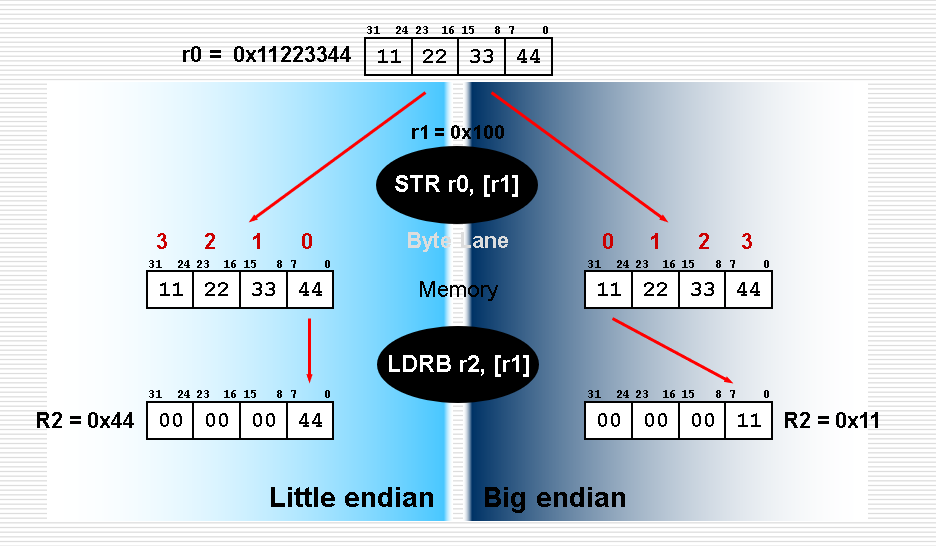 31 24 23 16 15 8 7 0
r0 = 0x11223344 11 22 33 44
r1 = 0x100
STR r0, [r1]
3 2 1 0 Byte Lane 0 1 2 3
31 24 23 16 15 8 7 0 31 24 23 16 15 8 7 0
11 22 33 44 Memory 11 22 33 44
LDRB r2, [r1]
31 24 23 16 15 8 7 0 31 24 23 16 15 8 7 0
R2 = 0x44 00 00 00 44 00 00 00 11 R2 = 0x11
Little endian Big endian